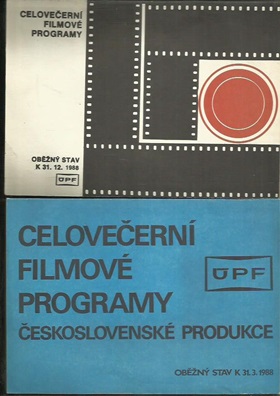 CELOVEČERNÍ
FILMOVÉ
PROGRAMY
OBĚŽNÝ STAV
K 31. 12. 1988
ÚPF
CELOVEČERNÍ
FILMOVÉ
PROGRAMY
ČESKOSLOVENSKÉ PRODUKCE
ÚPF
OBĚŽNÝ STAV K 31.3. 1988